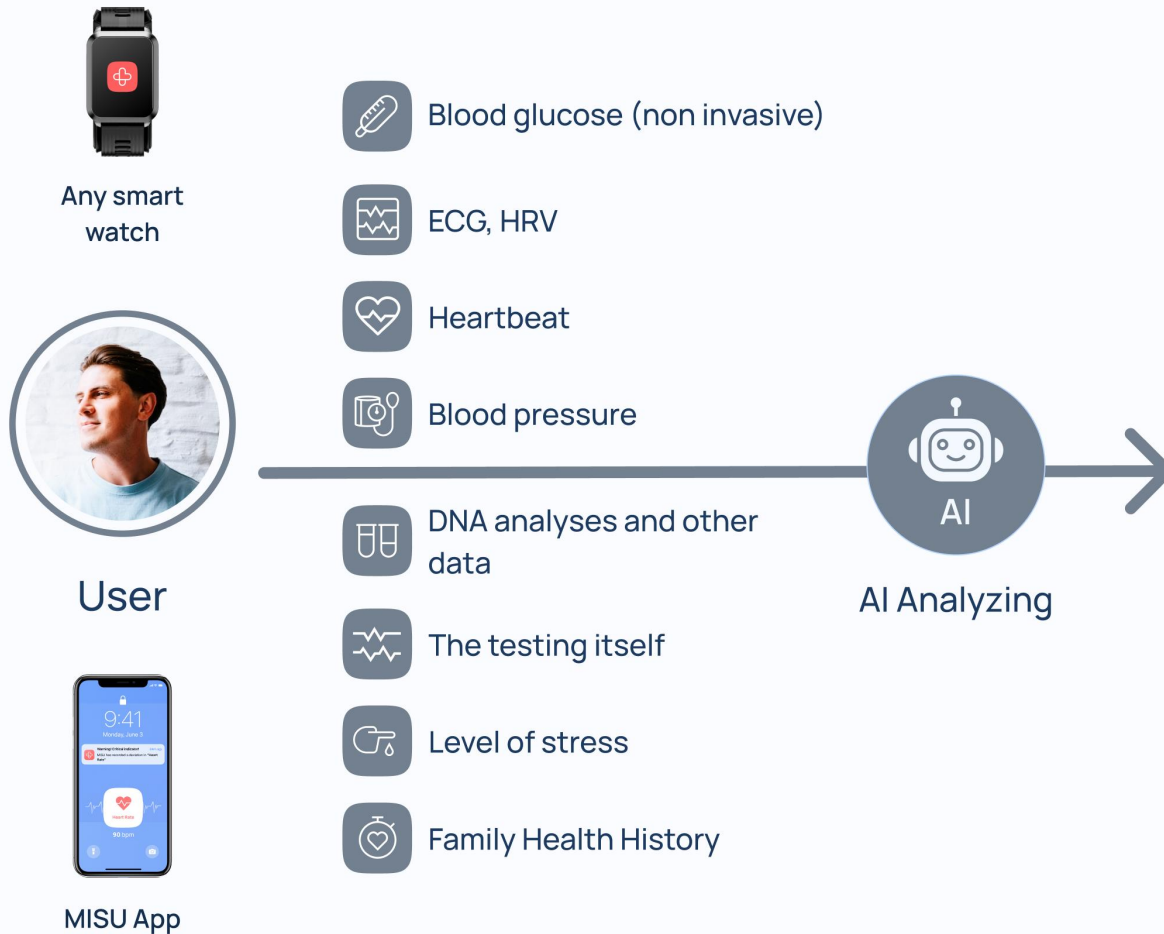 Any smart
watch
User
9:41
Monday, June 3
Heart Rate
90 bpm
MISU App
Blood glucose (non invasive)
ECG, HRV
Heartbeat
Blood pressure
DNA analyses and other
data
The testing itself
Level of stress
Family Health History
AI
AI Analyzing